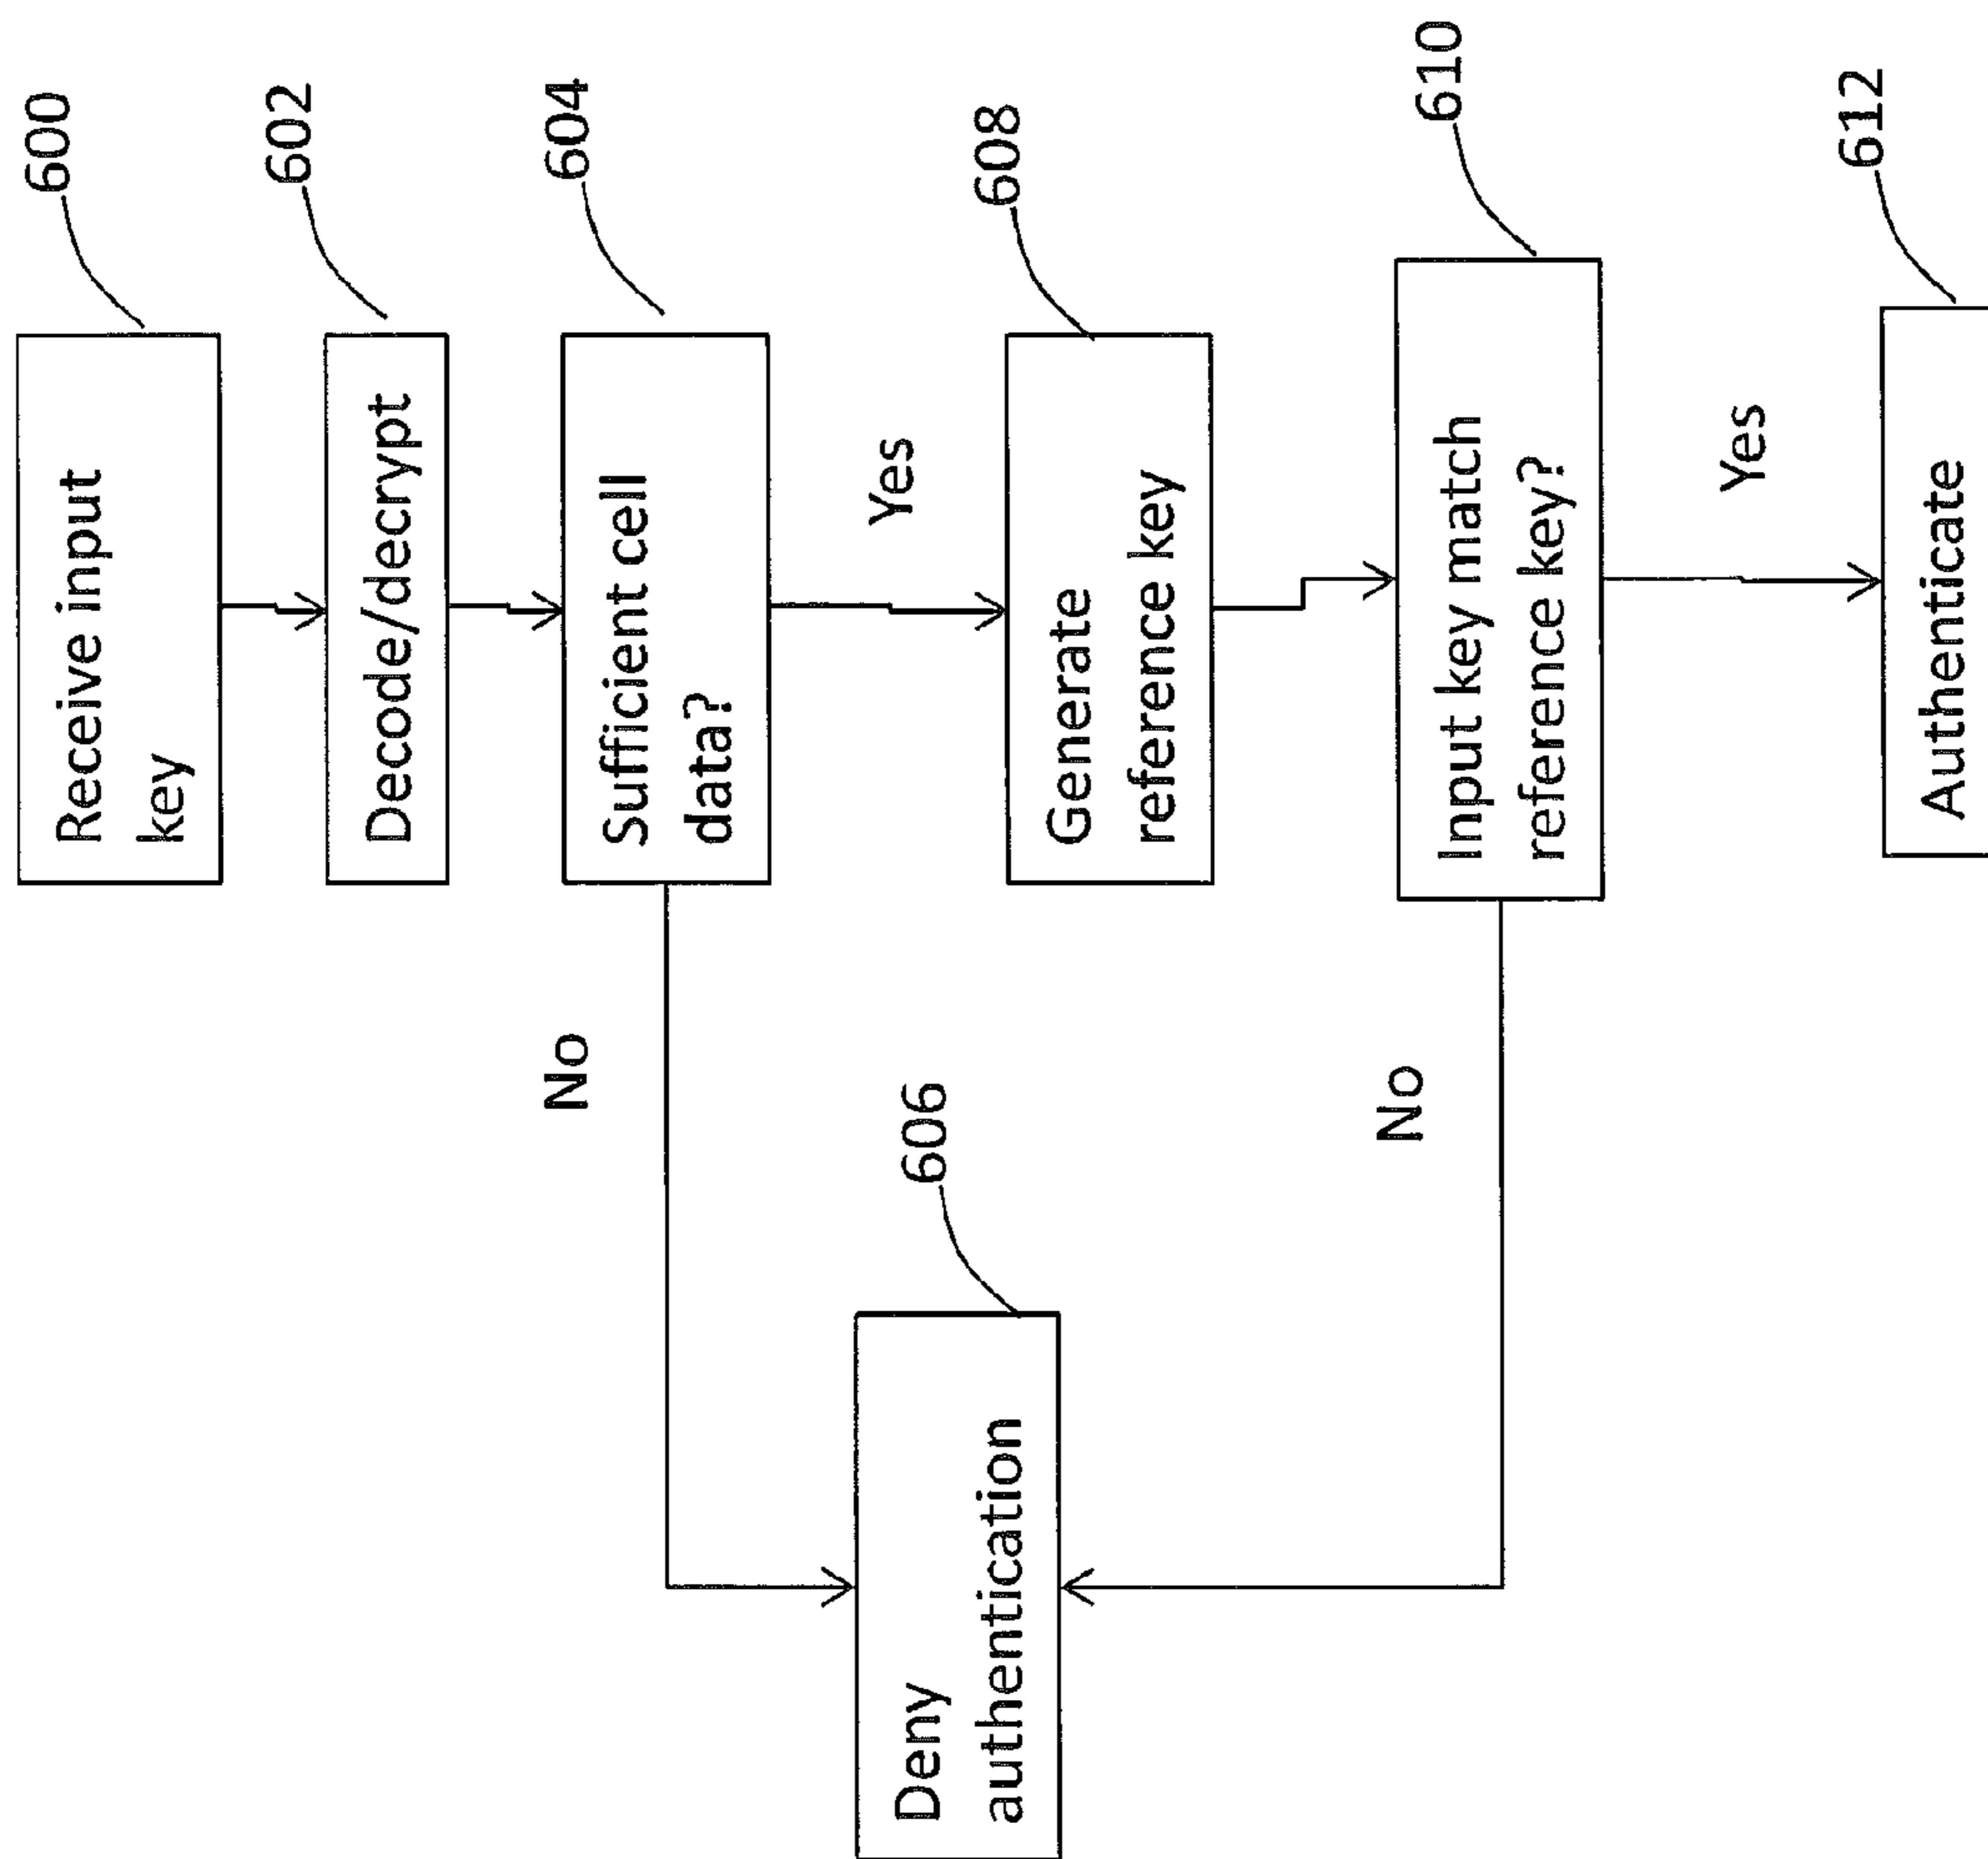 600
Receive input
key
602
Decode/decrypt
604
Sufficient cell
data?
No
Yes
606
Deny
authentication
608
Generate
reference key
610
Input key match
reference key?
No
Yes
612
Authenticate